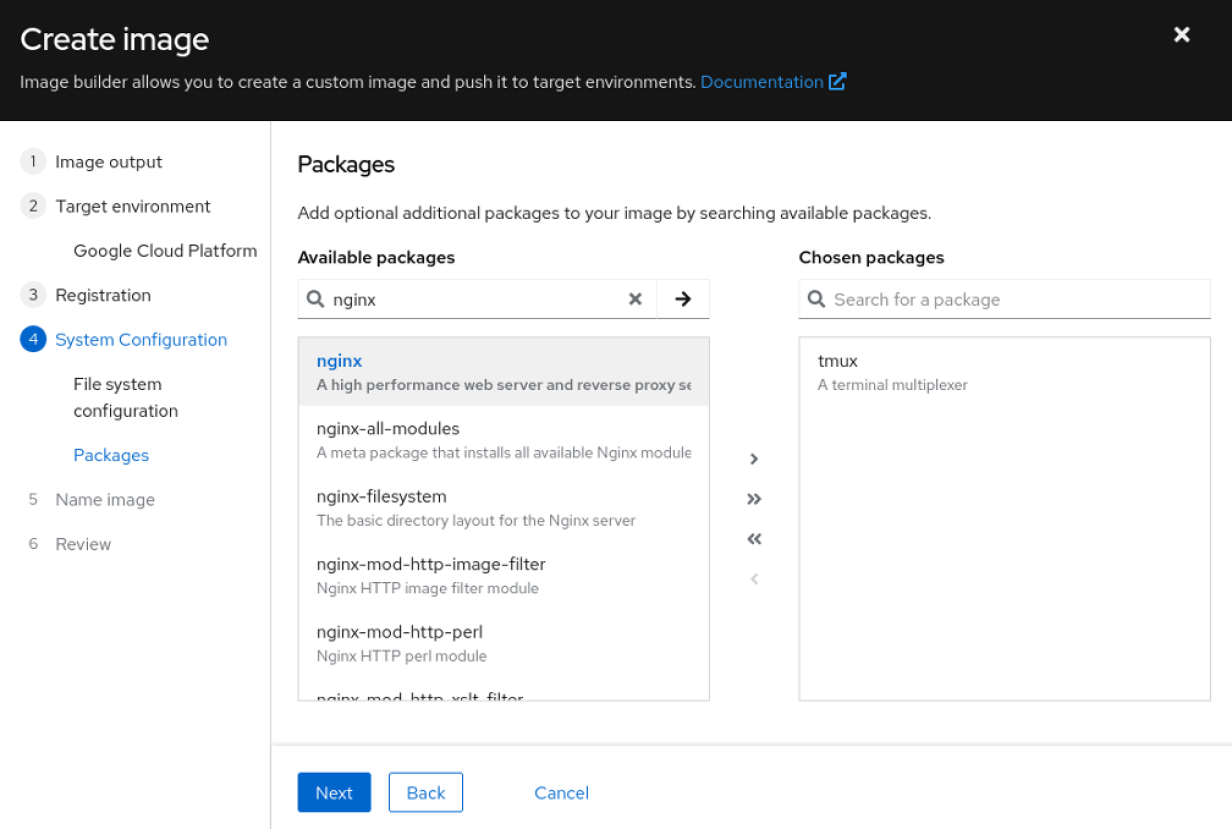 Create image
Image builder allows you to create a custom image and push it to target environments. Documentation
1 Image output
2 Target environment
Google Cloud Platform
3 Registration
4 System Configuration
File system
configuration
Packages
5 Name image
6 Review
Packages
Add optional additional packages to your image by searching available packages.
Available packages
nginx
nginx
A high performance web server and reverse proxy se
nginx-all-modules
A meta package that installs all available Nginx module
nginx-filesystem
The basic directory layout for the Nginx server
nginx-mod-http-image-filter
Nginx HTTP image filter module
nginx-mod-http-perl
Nginx HTTP perl module
nginx-mod-http-xslt-filter
Chosen packages
Search for a package
tmux
A terminal multiplexer
Next
Back
Cancel